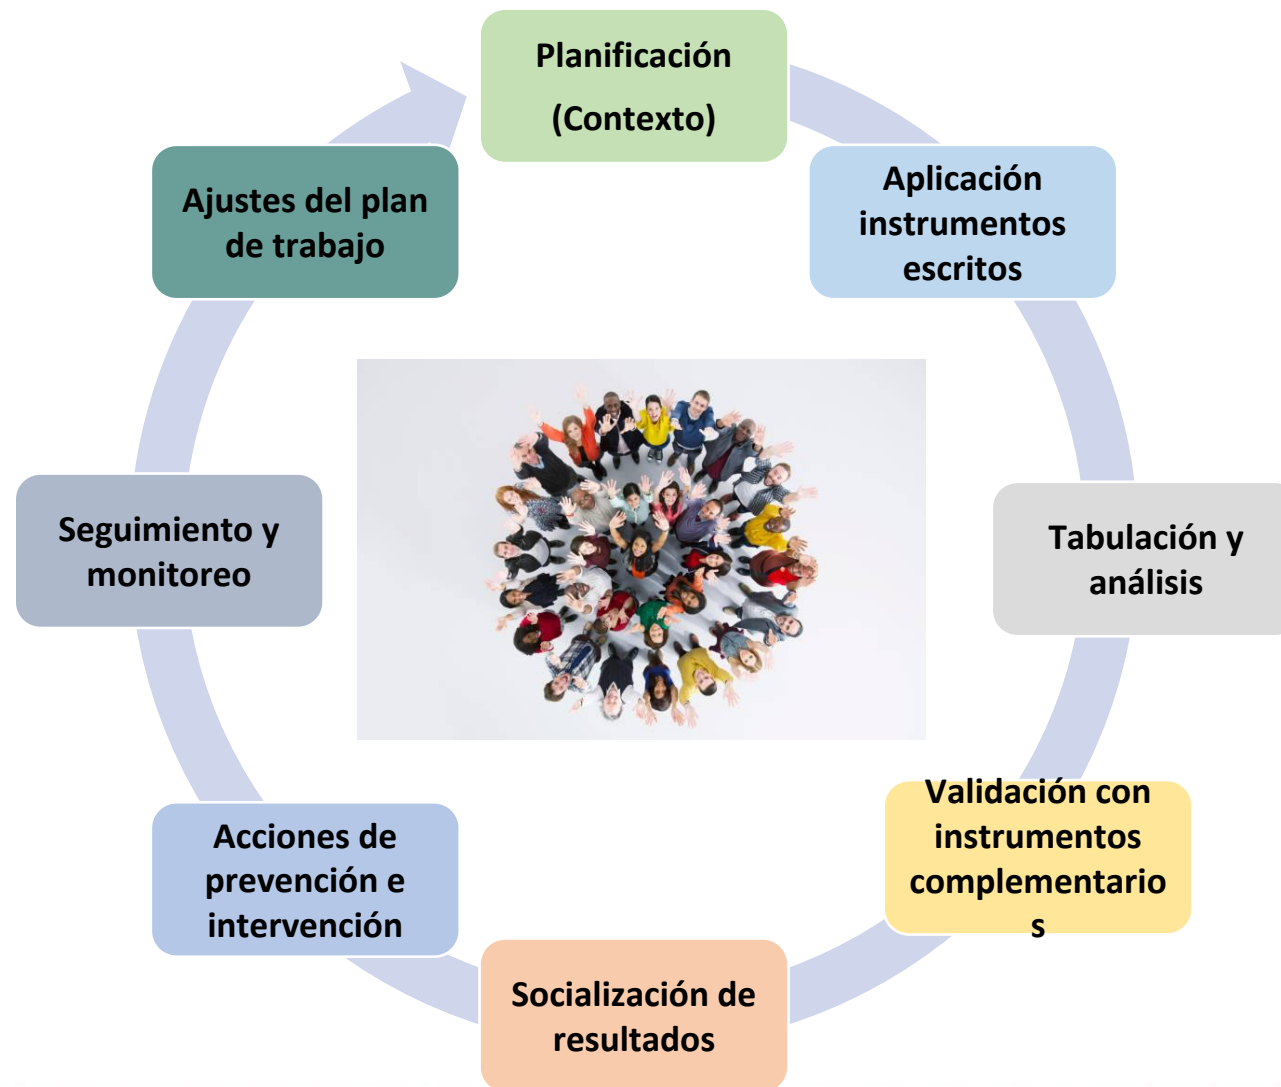 Planificación
(Contexto)
Aplicación
instrumentos
escritos
Tabulación y
análisis
Validación con
instrumentos
complementario
s
Socialización de
resultados
Acciones de
prevención e
intervención
Seguimiento y
monitoreo
Ajustes del plan
de trabajo